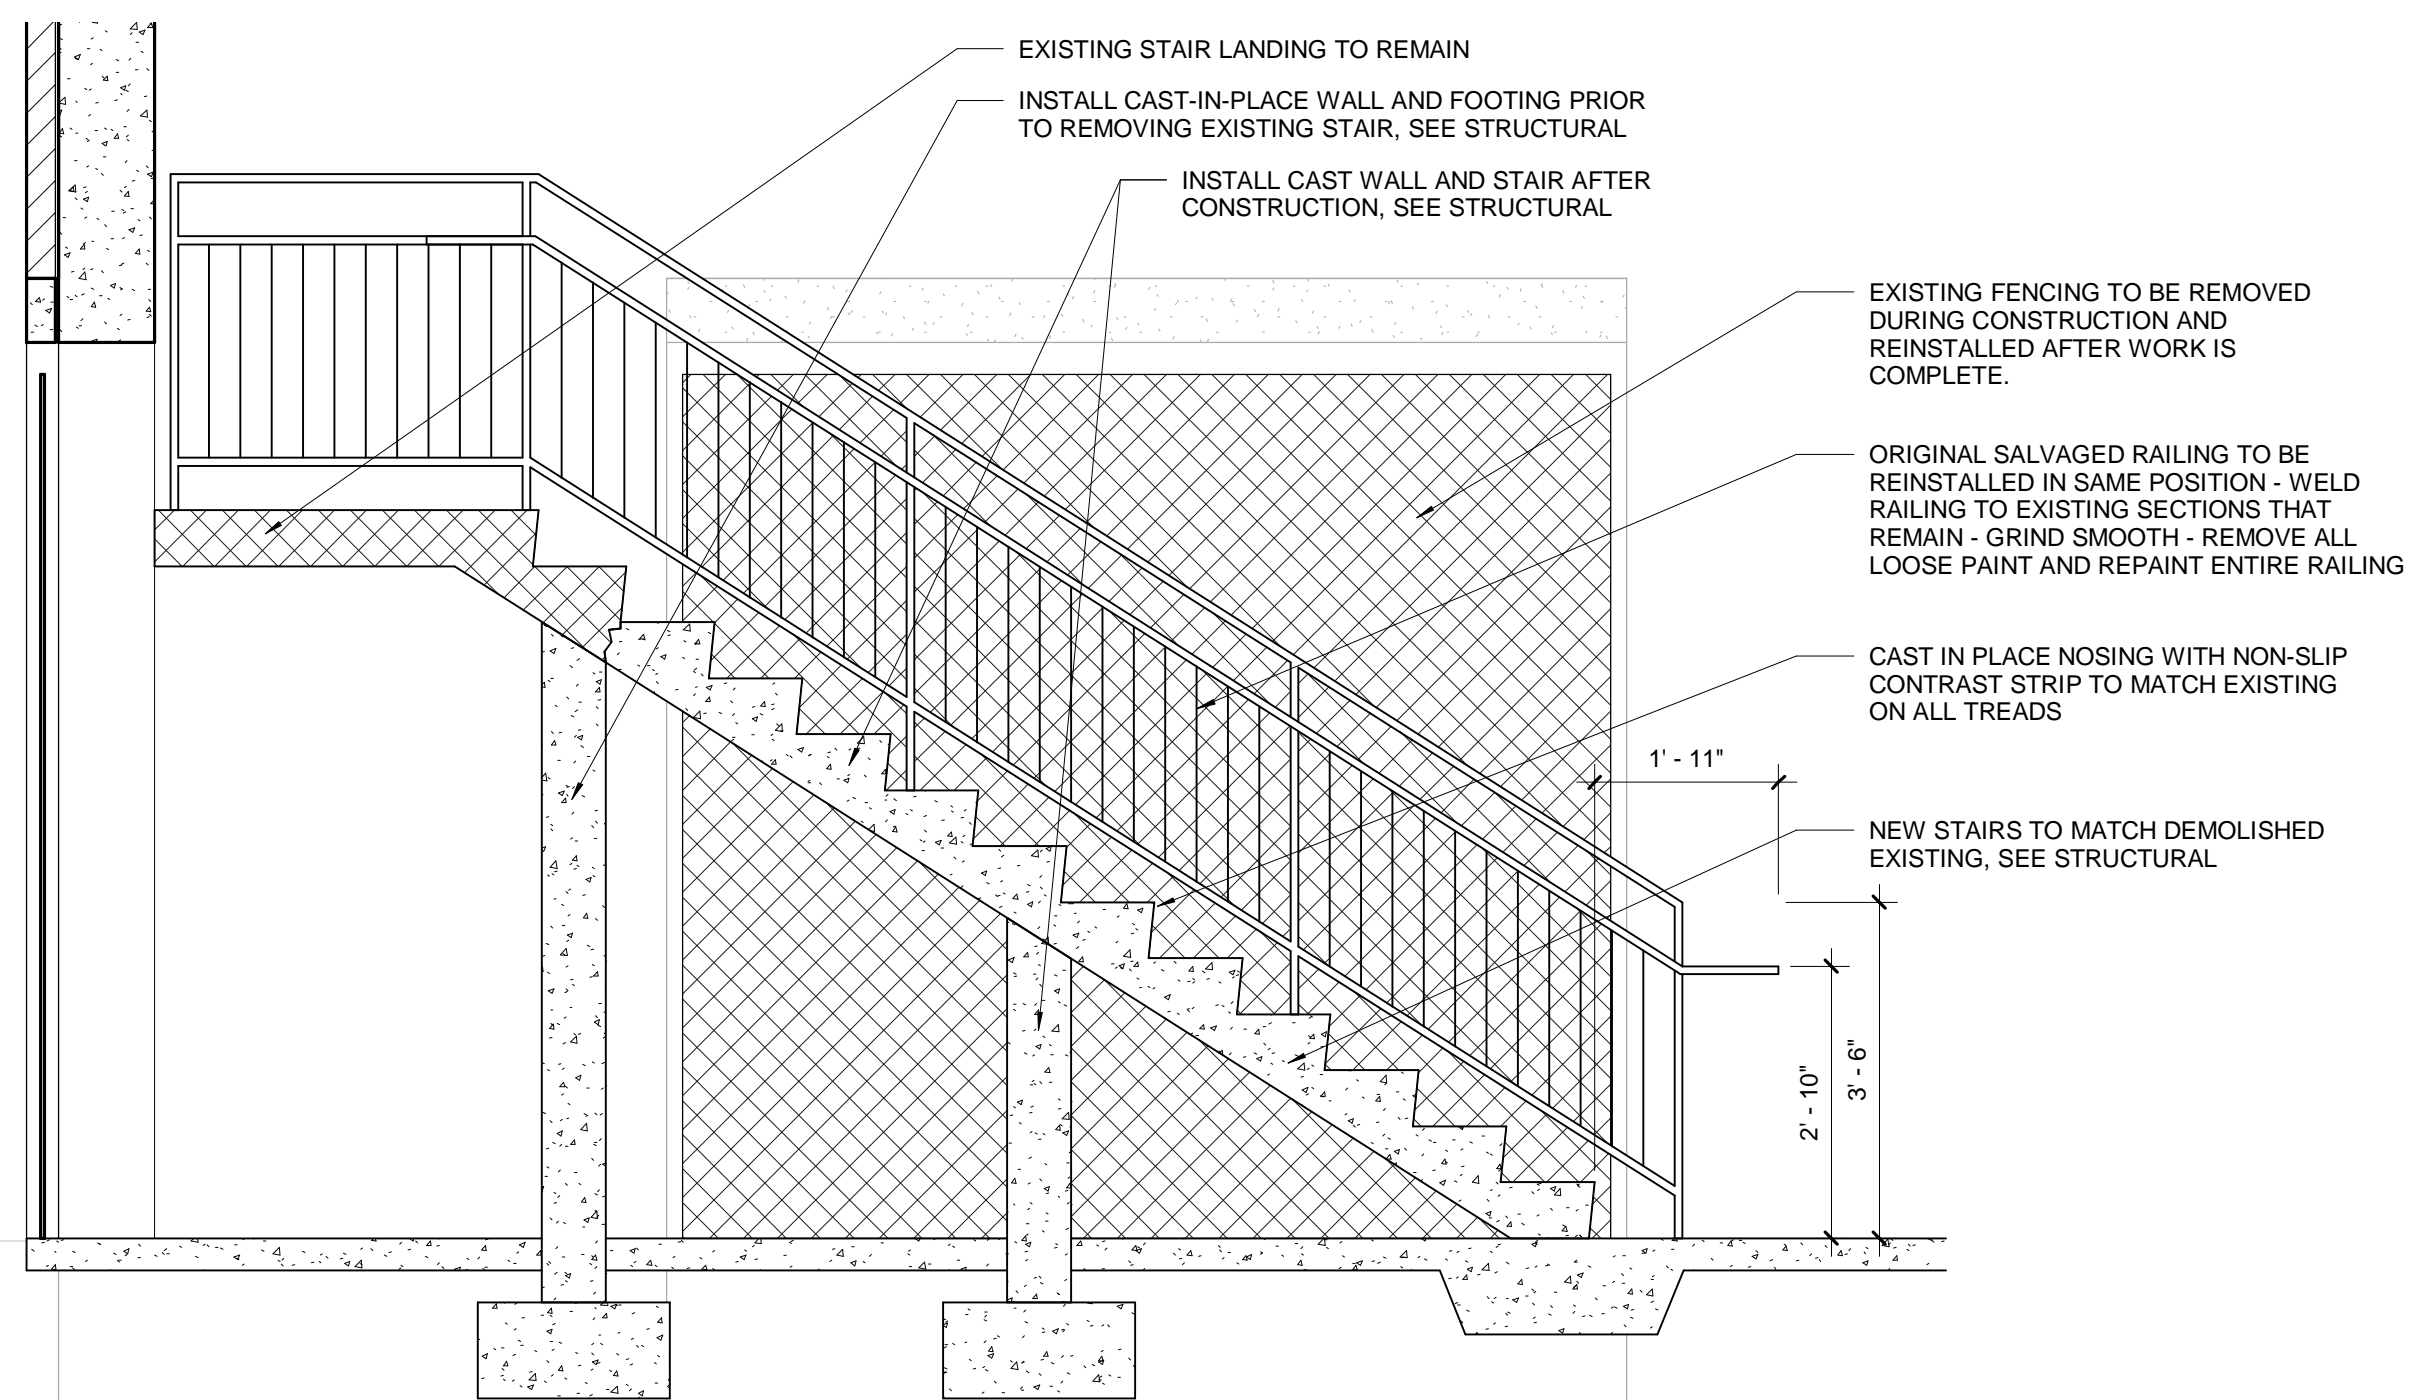 EXISTING STAIR LANDING TO REMAIN
INSTALL CAST-IN-PLACE WALL AND FOOTING PRIOR
TO REMOVING EXISTING STAIR, SEE STRUCTURAL
INSTALL CAST WALL AND STAIR AFTER
CONSTRUCTION, SEE STRUCTURAL
EXISTING FENCING TO BE REMOVED
DURING CONSTRUCTION AND
REINSTALLED AFTER WORK IS
COMPLETE.
ORIGINAL SALVAGED RAILING TO BE
REINSTALLED IN SAME POSITION - WELD
RAILING TO EXISTING SECTIONS THAT
REMAIN - GRIND SMOOTH - REMOVE ALL
LOOSE PAINT AND REPAINT ENTIRE RAILING
CAST IN PLACE NOSING WITH NON-SLIP
CONTRAST STRIP TO MATCH EXISTING
ON ALL TREADS
1' - 11"
NEW STAIRS TO MATCH DEMOLISHED
EXISTING, SEE STRUCTURAL
2' - 10"
3' - 6"